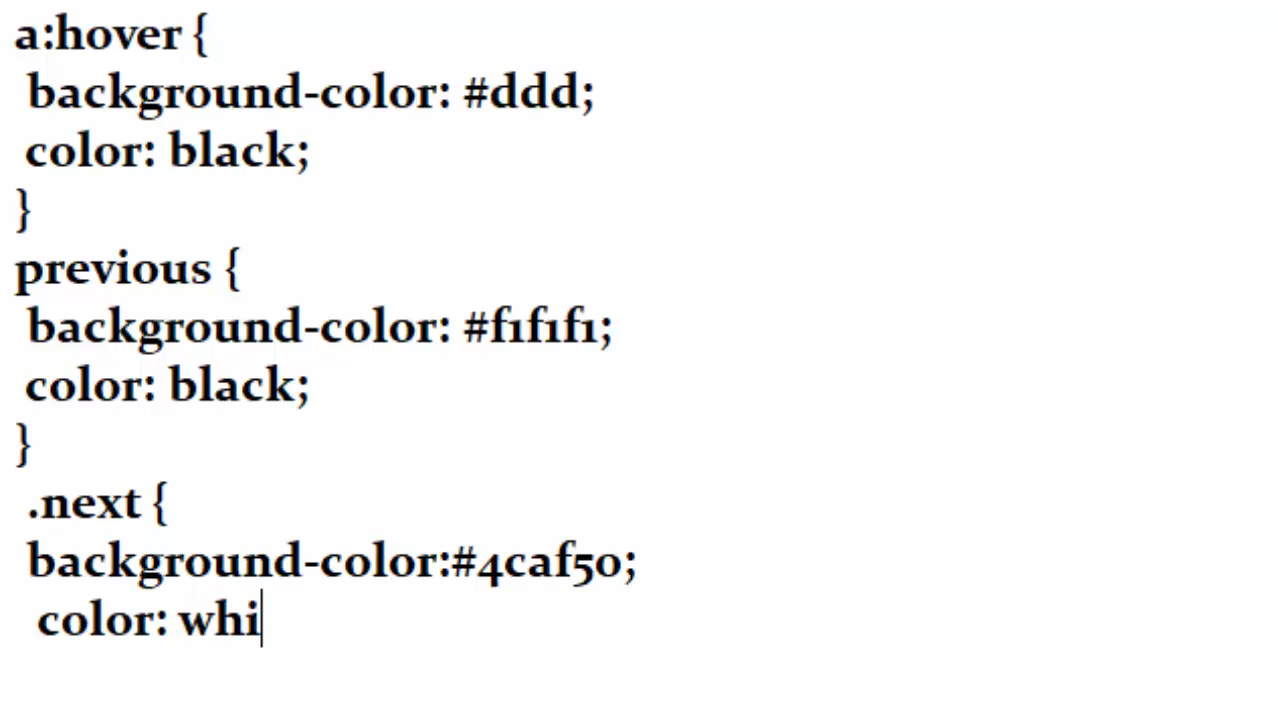 a:hover {
background-color: #ddd;
color: black;
}
previous {
background-color: #f1f1f1;
color: black;
}
.next {
background-color:#4caf50;
color: whi